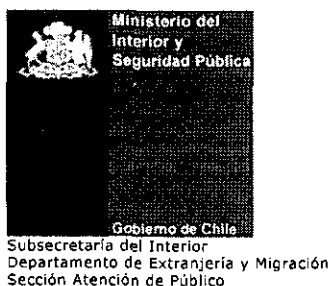 Ministerio del
Interior y
Seguridad Pública
Gobierno de Chile
Subsecretaría del Interior
Departamento de Extranjería y Migración
Sección Atención de Público